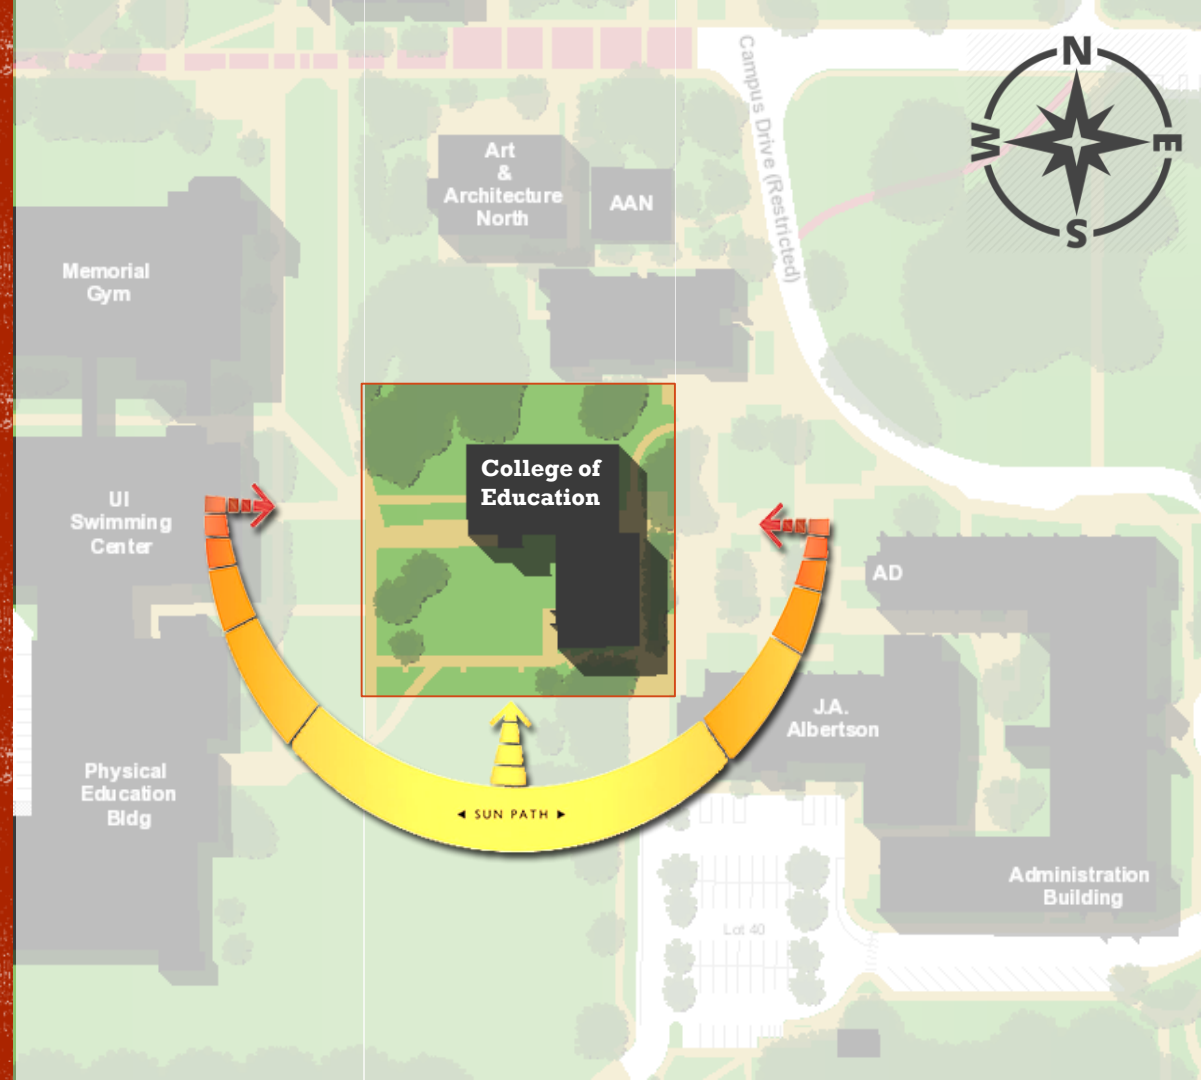 N
W
E
S
Campus Drive (Restricted)
Art
&
Architecture
North
AAN
Memorial
Gym
College of
Education
UI
Swimming
Center
AD
J.A.
Albertson
Physical
Education
Bldg
◄ SUN PATH ►
Administration
Building
Lot 40